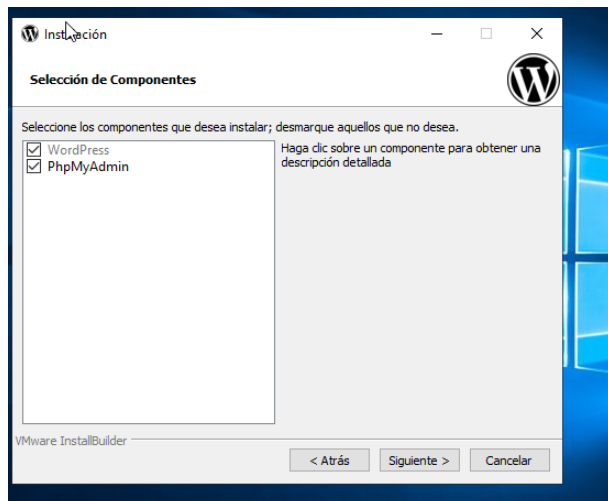 Instalación
Selección de Componentes
Seleccione los componentes que desea instalar; desmarque aquellos que no desea.
WordPress
PhpMyAdmin
Haga clic sobre un componente para obtener una
descripción detallada
VMware InstallBuilder
< Atrás
Siguiente >
Cancelar